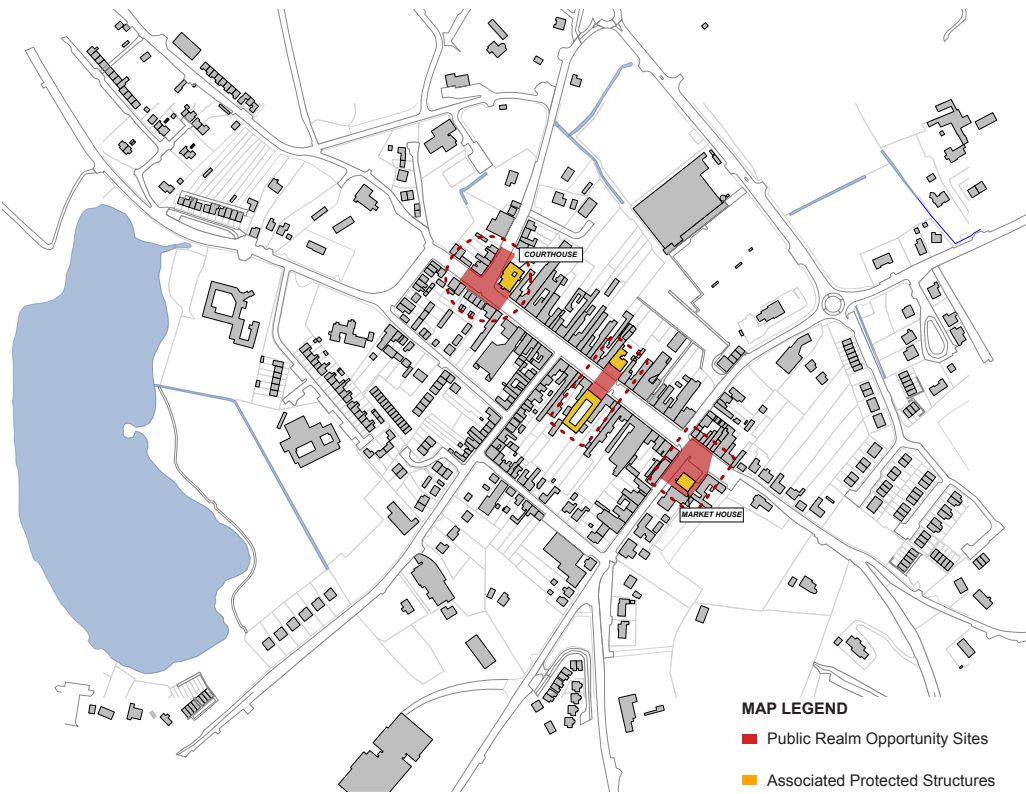 COURTHOUSE
MARKET HOUSE
MAP LEGEND
Public Realm Opportunity Sites
Associated Protected Structures